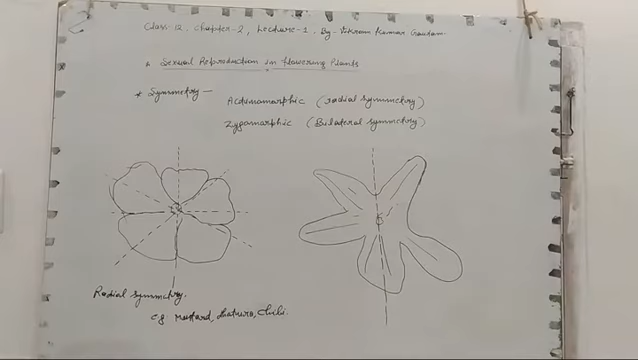 Class-12. Chapter-2, Lecture-1. By-Vikram Kumar Gautam.
Sexual Reproduction in flowering Plants
* Symmetry -
Actinomorphic (radial symmetry)
Zygomorphic (Bilateral symmetry)
Radial symmetry.
eg Mustard, Datura, Chili.